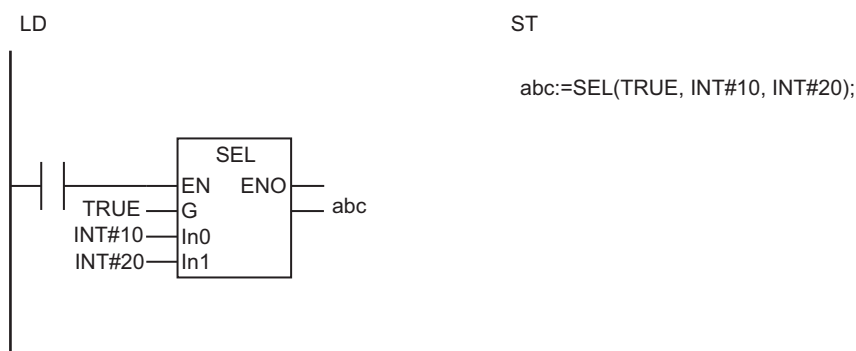 LD
ST
abc:=SEL(TRUE, INT#10, INT#20);
SEL
EN ENO
TRUE G abc
INT#10 In0
INT#20 In1